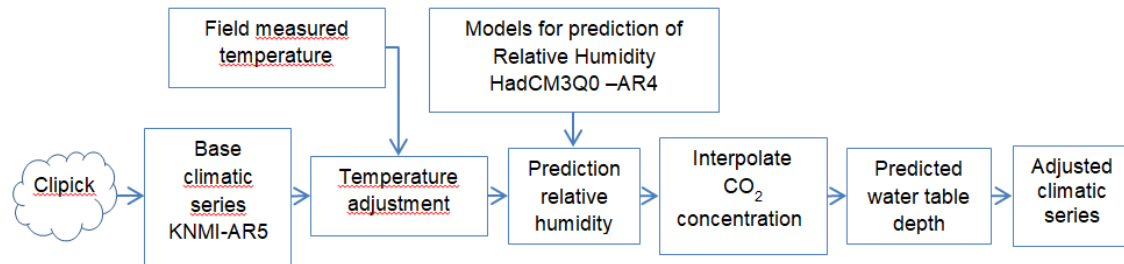 Field measured
temperature
Models for prediction of
Relative Humidity
HadCM3Q0 –AR4
Clipick
Base
climatic
series
KNMI-AR5
Temperature
adjustment
Prediction
relative
humidity
Interpolate
CO₂
concentration
Predicted
water table
depth
Adjusted
climatic
series